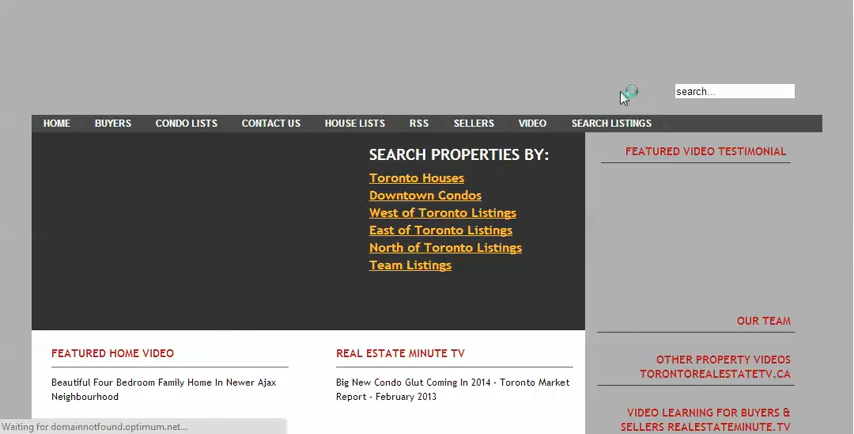 search...
HOME BUYERS CONDO LISTS CONTACT US HOUSE LISTS RSS SELLERS VIDEO SEARCH LISTINGS
SEARCH PROPERTIES BY:
Toronto Houses
Downtown Condos
West of Toronto Listings
East of Toronto Listings
North of Toronto Listings
Team Listings
FEATURED VIDEO TESTIMONIAL
OUR TEAM
OTHER PROPERTY VIDEOS
TORONTOREALESTATETV.CA
VIDEO LEARNING FOR BUYERS &
SELLERS REALESTATEMINUTE.TV
FEATURED HOME VIDEO
Beautiful Four Bedroom Family Home In Newer Ajax
Neighbourhood
REAL ESTATE MINUTE TV
Big New Condo Glut Coming In 2014 - Toronto Market
Report - February 2013
Waiting for domainnotfound.optimum.net...